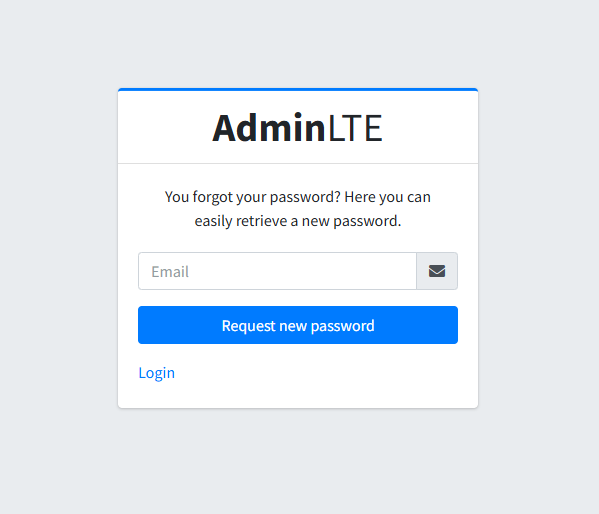 AdminLTE
You forgot your password? Here you can
easily retrieve a new password.
Email
Request new password
Login